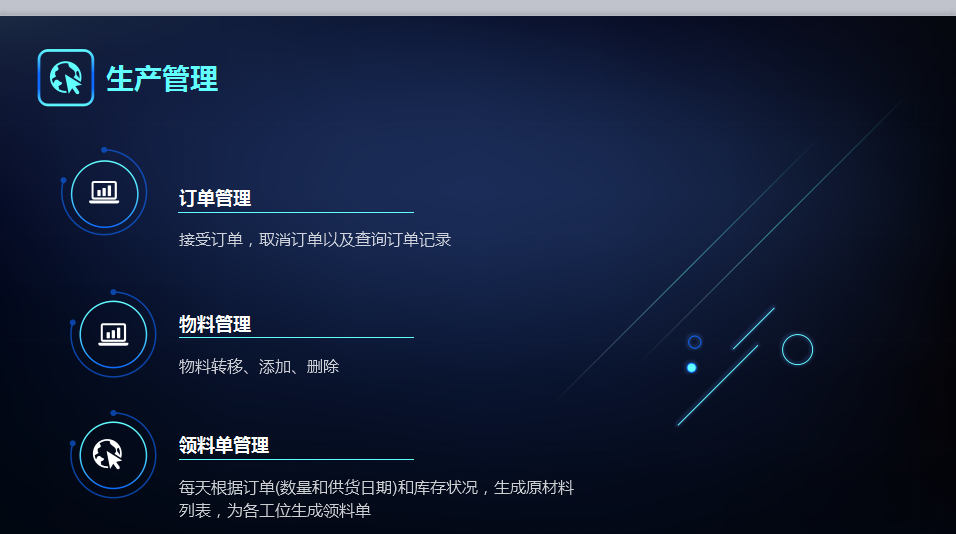 生产管理
订单管理
接受订单，取消订单以及查询订单记录
物料管理
物料转移、添加、删除
领料单管理
每天根据订单(数量和供货日期)和库存状况，生成原材料
列表，为各工位生成领料单